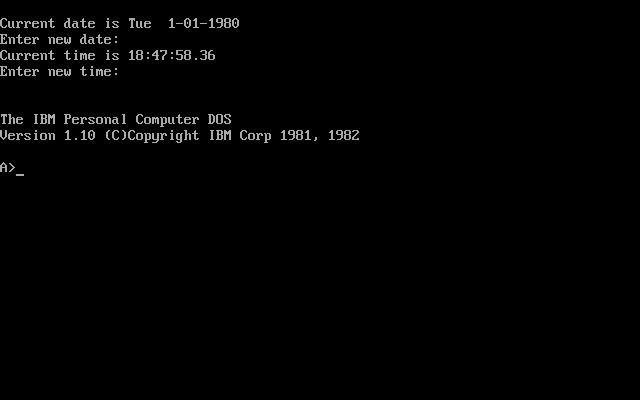 Current date is Tue  1-01-1980
Enter new date:
Current time is 18:47:58.36
Enter new time:
The IBM Personal Computer DOS
Version 1.10 (C)Copyright IBM Corp 1981, 1982
A>_